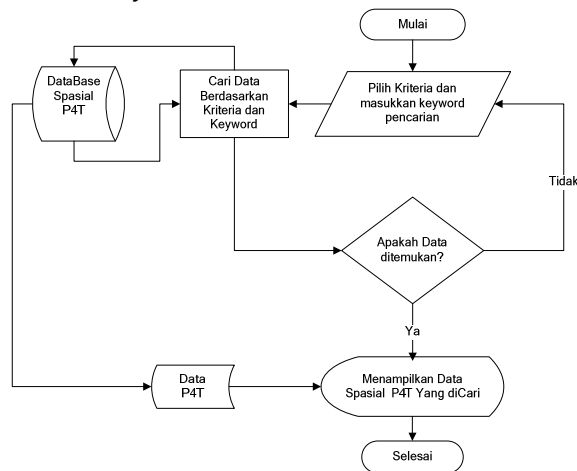 Mulai
DataBase
Spasial
P4T
Cari Data
Berdasarkan
Kriteria dan
Keyword
Pilih Kriteria dan
masukkan keyword
pencarian
Tidak
Apakah Data
ditemukan?
Ya
Data
P4T
Menampilkan Data
Spasial P4T Yang diCari
Selesai